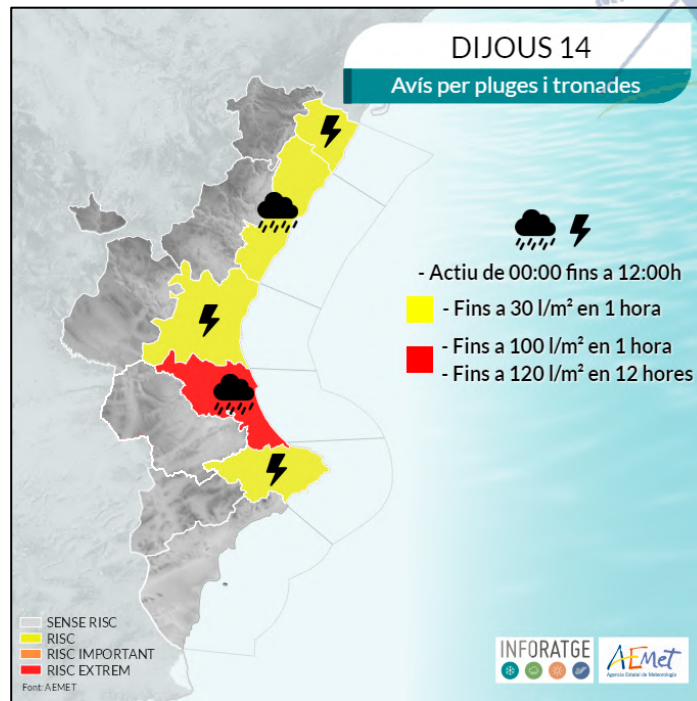 DIJOUS 14
Avís per pluges i tronades
- Actiu de 00:00 fins a 12:00h
- Fins a 30 l/m² en 1 hora
- Fins a 100 l/m² en 1 hora
- Fins a 120 l/m² en 12 hores
SENSE RISC
RISC
RISC IMPORTANT
RISC EXTREM
Font: AEMET
INFORATGE
AEmet
Agencia Estatal de Meteorología